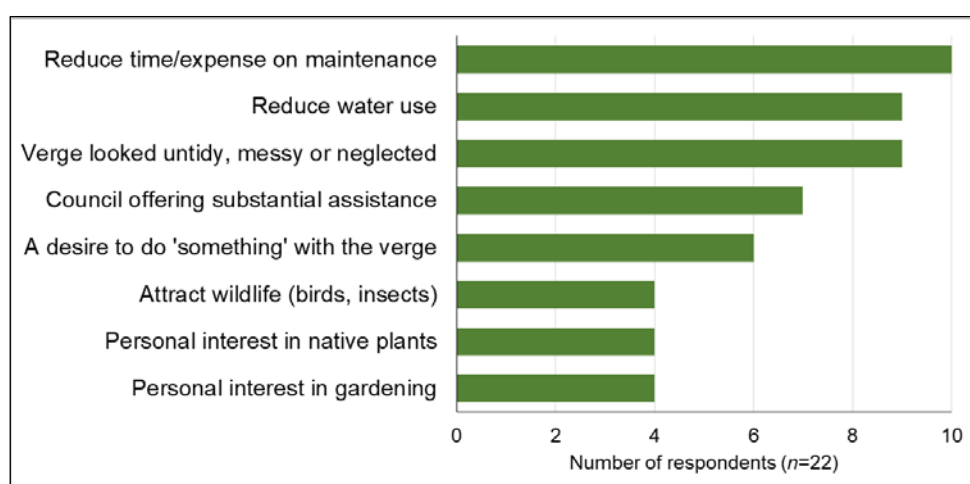 Reduce time/expense on maintenance
Reduce water use
Verge looked untidy, messy or neglected
Council offering substantial assistance
A desire to do 'something' with the verge
Attract wildlife (birds, insects)
Personal interest in native plants
Personal interest in gardening
0 2 4 6 8 10
Number of respondents (n=22)